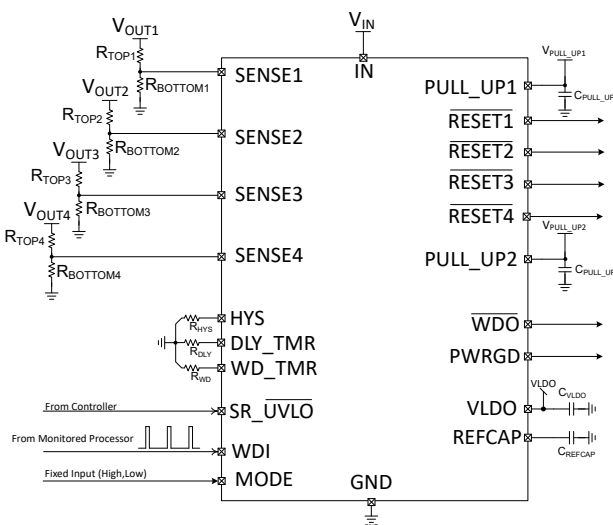 VIN
VOUT1
RTOP1
RBOTTOM1
SENSE1
IN
PULL_UP1
VPULL_UP1
CPULL_UP
RESET1
VOUT2
RTOP2
RBOTTOM2
SENSE2
RESET2
VOUT3
RTOP3
RBOTTOM3
SENSE3
RESET3
RESET4
VOUT4
RTOP4
RBOTTOM4
SENSE4
VPULL_UP2
PULL_UP2
CPULL_UP
HYS
RHYS
DLY_TMR
RDLY
WD_TMR
RWD
WDO
PWRGD
From Controller
SR_UVLO
VLDO
VLDO
CVLDO
From Monitored Processor
WDI
REFCAP
CREFCAP
Fixed Input (High,Low)
MODE
GND